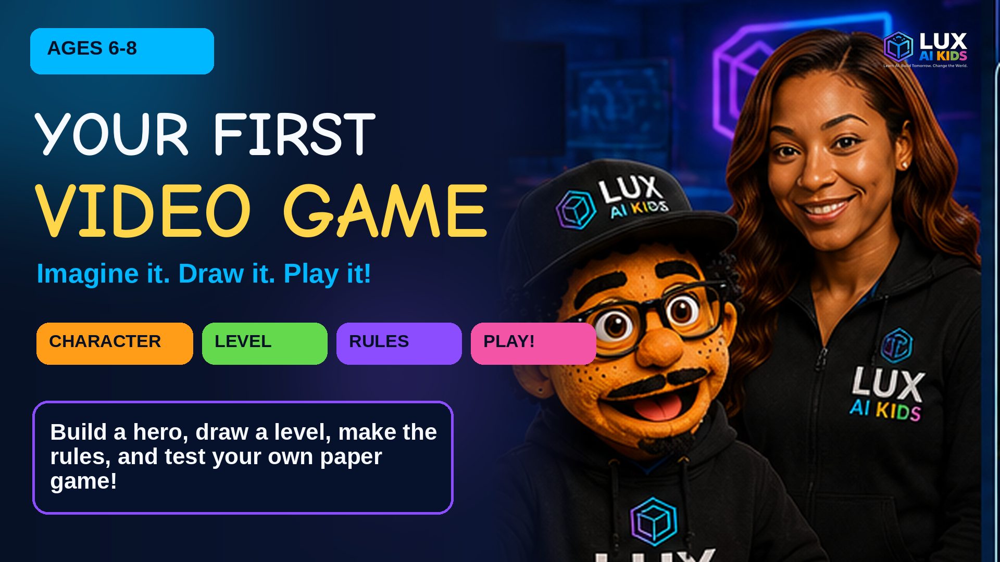 AGES 6-8
LUX
AI KIDS
Learn AI. Build Tomorrow. Change the World.
YOUR FIRST
VIDEO GAME
Imagine it. Draw it. Play it!
LUX
AI KIDS
CHARACTER
LEVEL
RULES
PLAY!
LUX
AI KIDS
Build a hero, draw a level, make the
rules, and test your own paper
game!
LUX